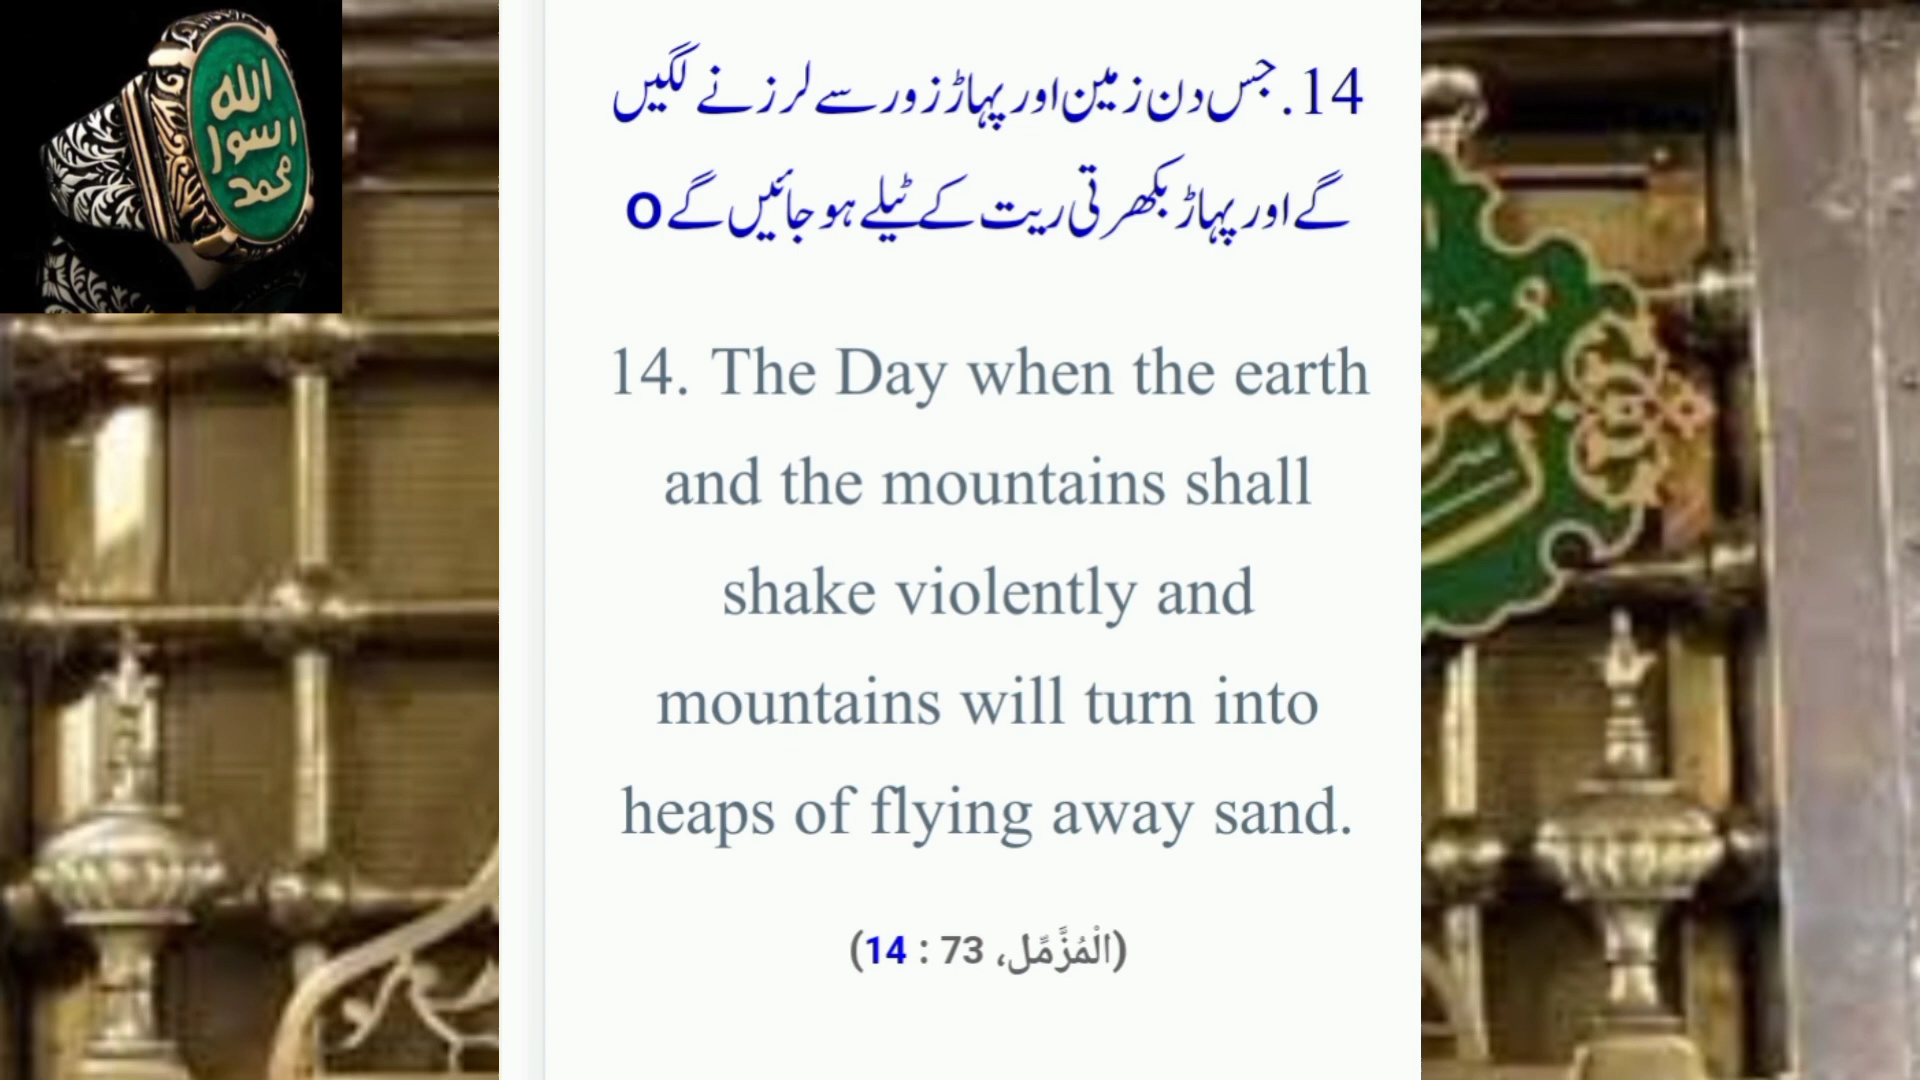 الله
رسول
محمد
14. جس دن زمین اور پہاڑ زور سے لرزنے لگیں
گے اور پہاڑ بکھرتی ریت کے ٹیلے ہو جائیں گےo
14. The Day when the earth
and the mountains shall
shake violently and
mountains will turn into
heaps of flying away sand.
(الْمُزَّمِّل، 73 : 14)